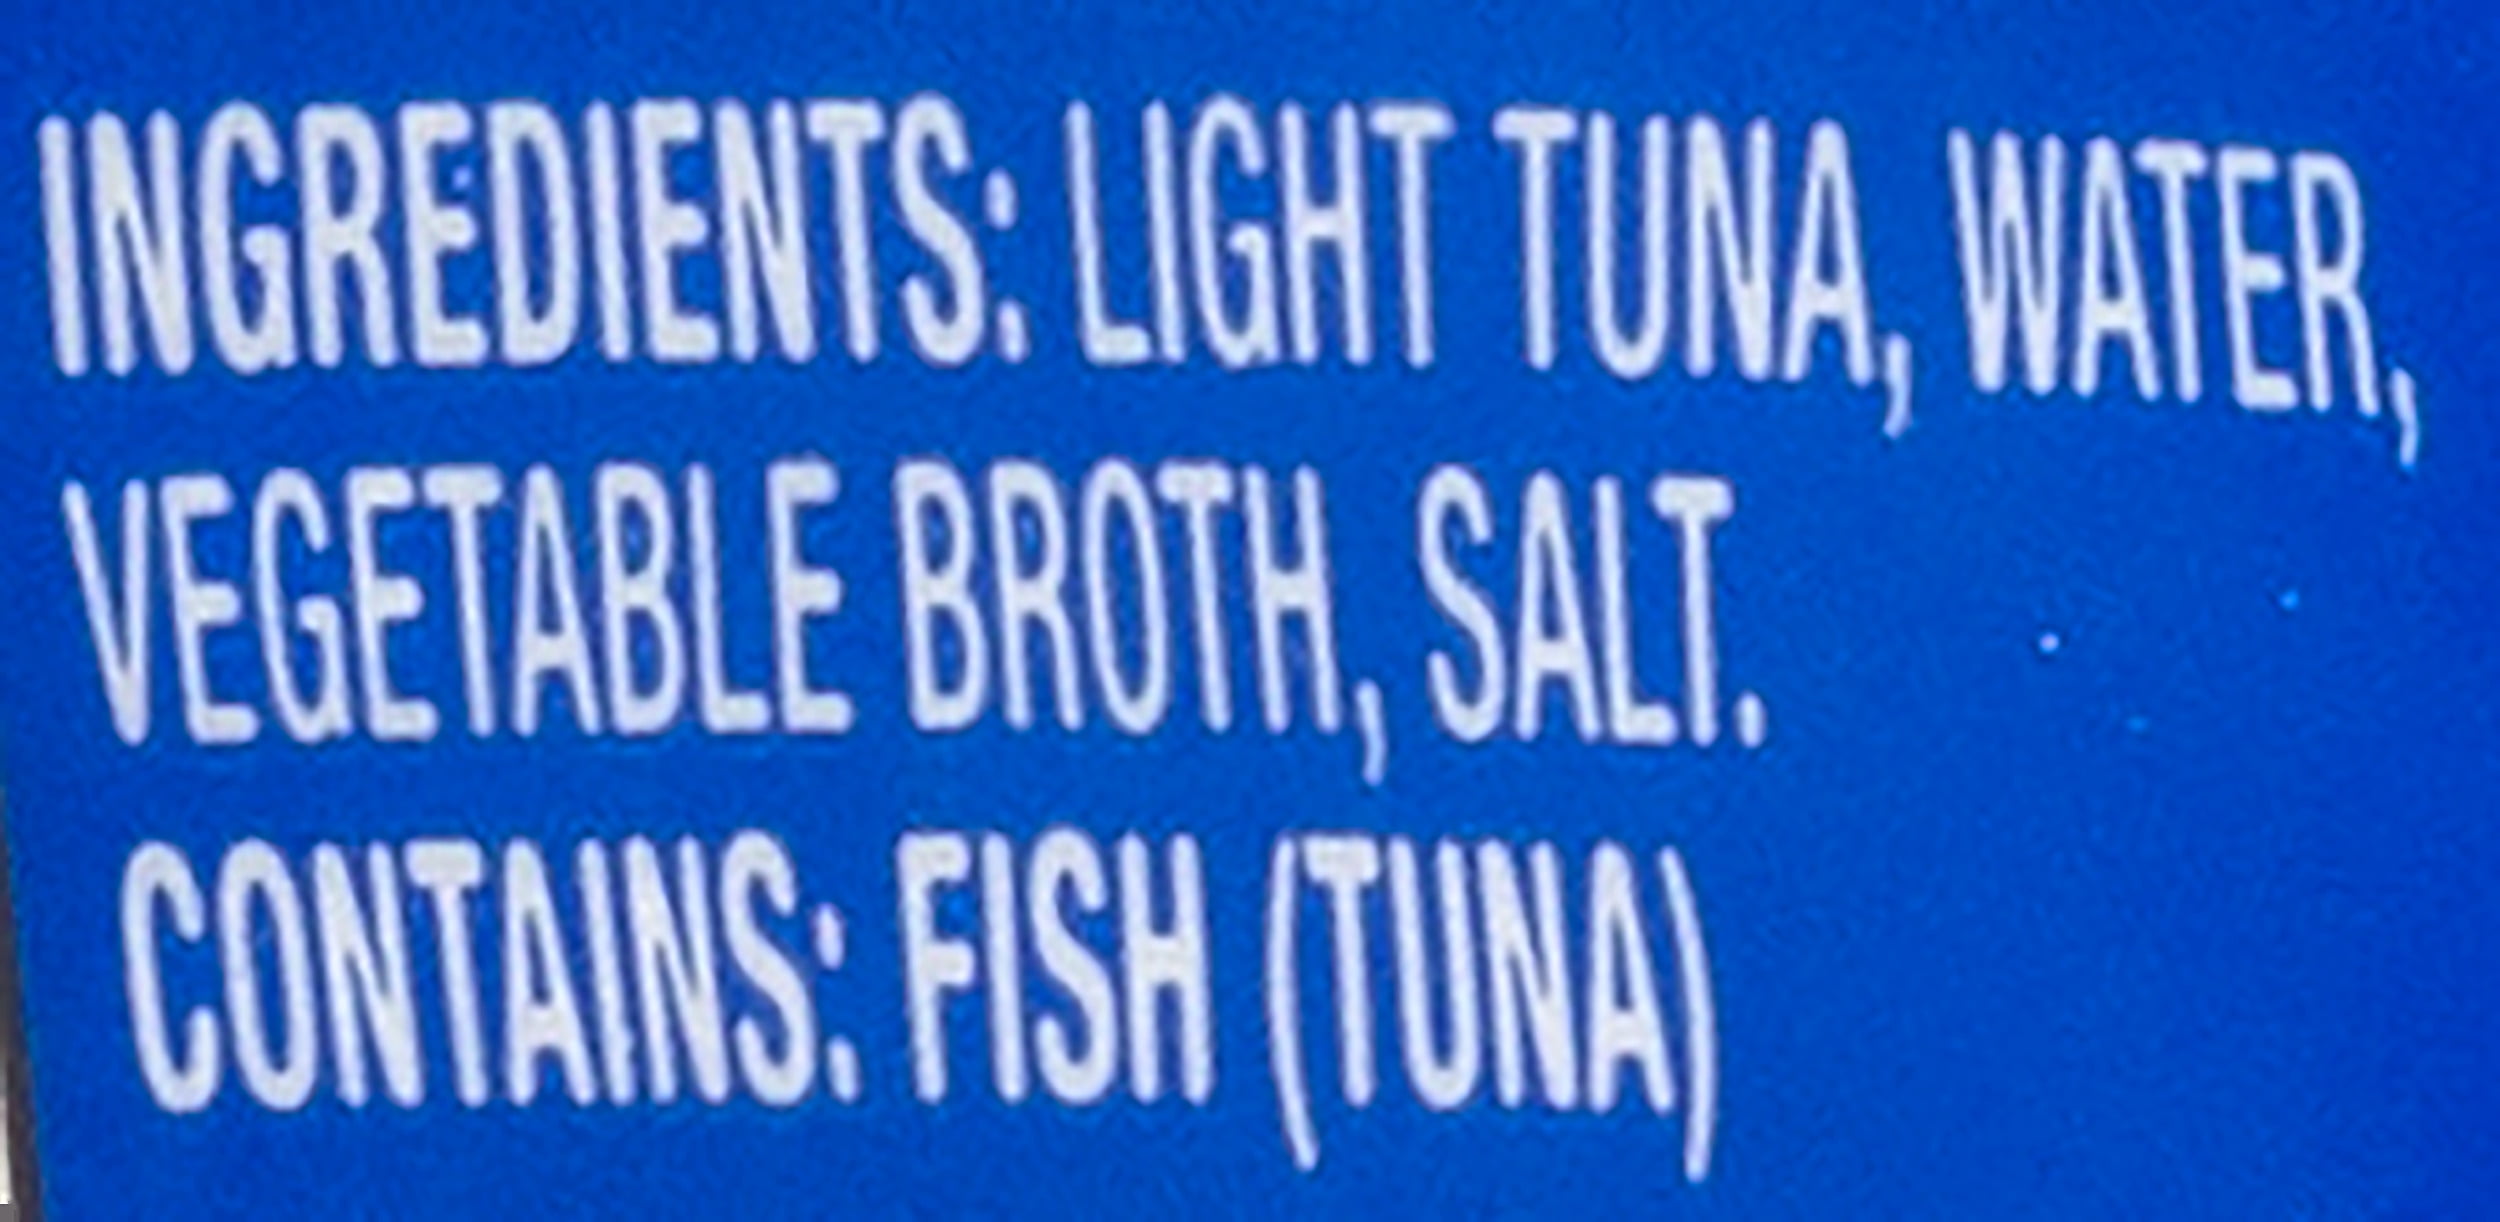 INGREDIENTS: LIGHT TUNA, WATER,
VEGETABLE BROTH, SALT.
CONTAINS: FISH (TUNA)